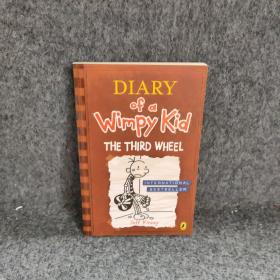 DIARY
of a
Wimpy Kid
THE THIRD WHEEL
INTERNATIONAL
BESTSELLER
Jeff Kinney